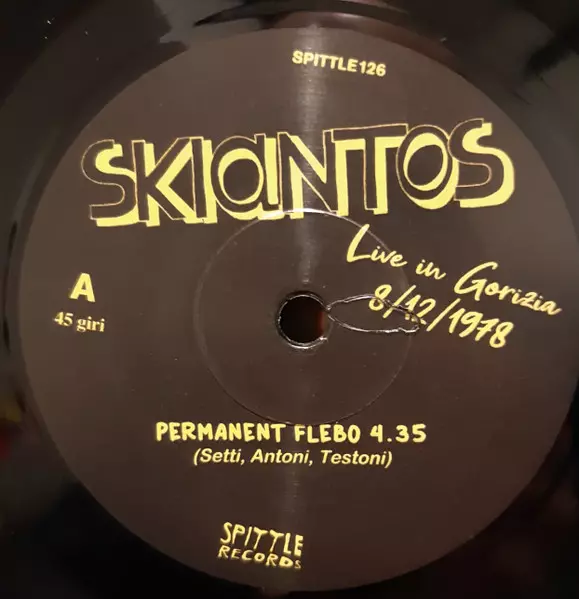 SPITTLE126
SKIaNTOS
Live in Gorizia
8/12/1978
A
45 giri
PERMANENT FLEBO 4.35
(Setti, Antoni, Testoni)
SPITTLE
RECORDS